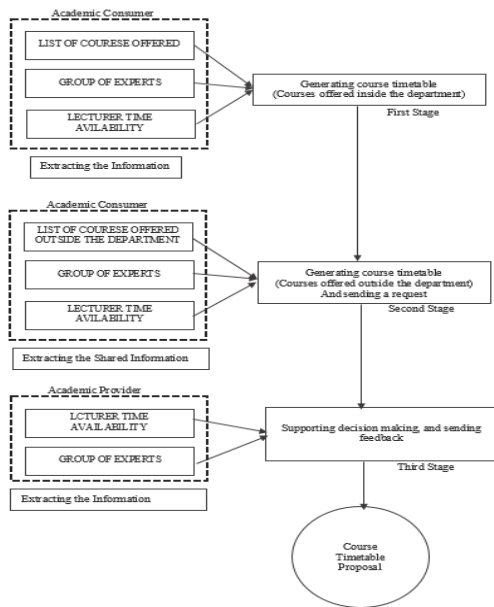 Academic Consumer
LIST OF COURESE OFFERED
GROUP OF EXPERTS
LECTURER TIME
AVILABILITY
Extracting the Information
Generating course timetable
(Courses offered inside the department)
First Stage
Academic Consumer
LIST OF COURESE OFFERED
OUTSIDE THE DEPARTMENT
GROUP OF EXPERTS
LECTURER TIME
AVILABILITY
Extracting the Shared Information
Generating course timetable
(Courses offered outside the department)
And sending a request
Second Stage
Academic Provider
LCTURER TIME
AVAILABILITY
GROUP OF EXPERTS
Extracting the Information
Supporting decision making, and sending
feedback
Third Stage
Course
Timetable
Proposal